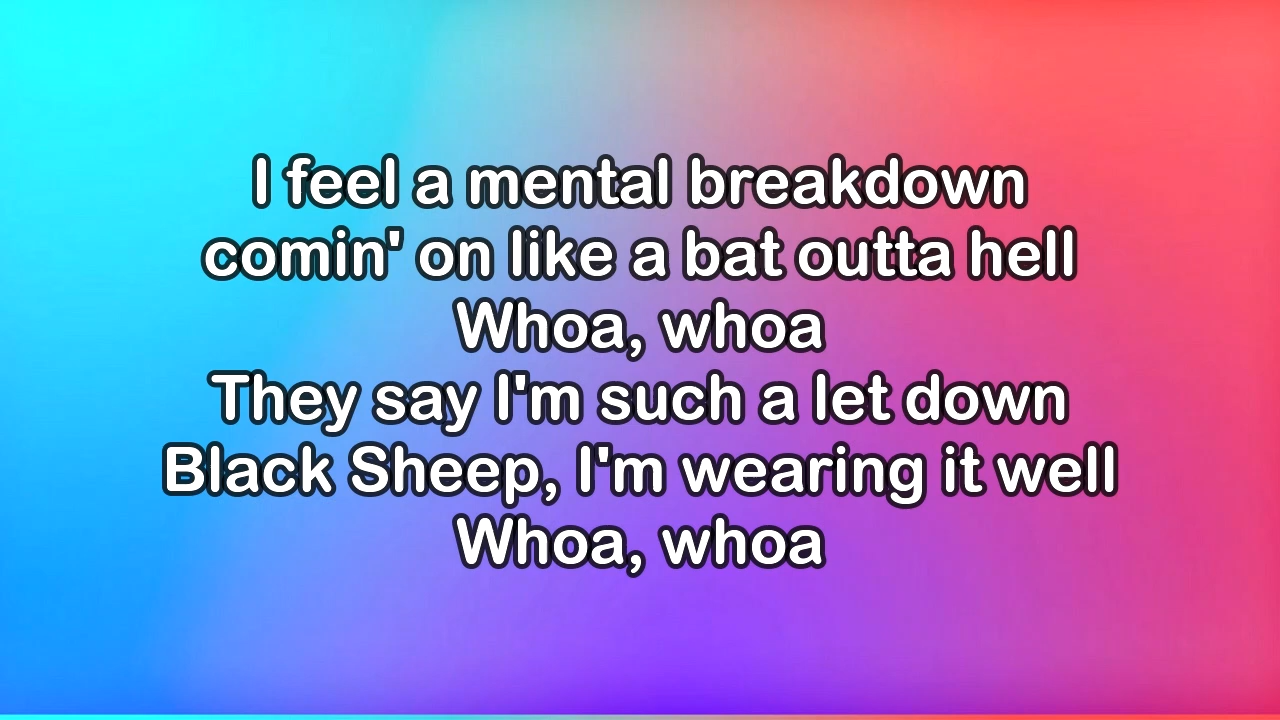 I feel a mental breakdown
comin' on like a bat outta hell
Whoa, whoa
They say I'm such a let down
Black Sheep, I'm wearing it well
Whoa, whoa